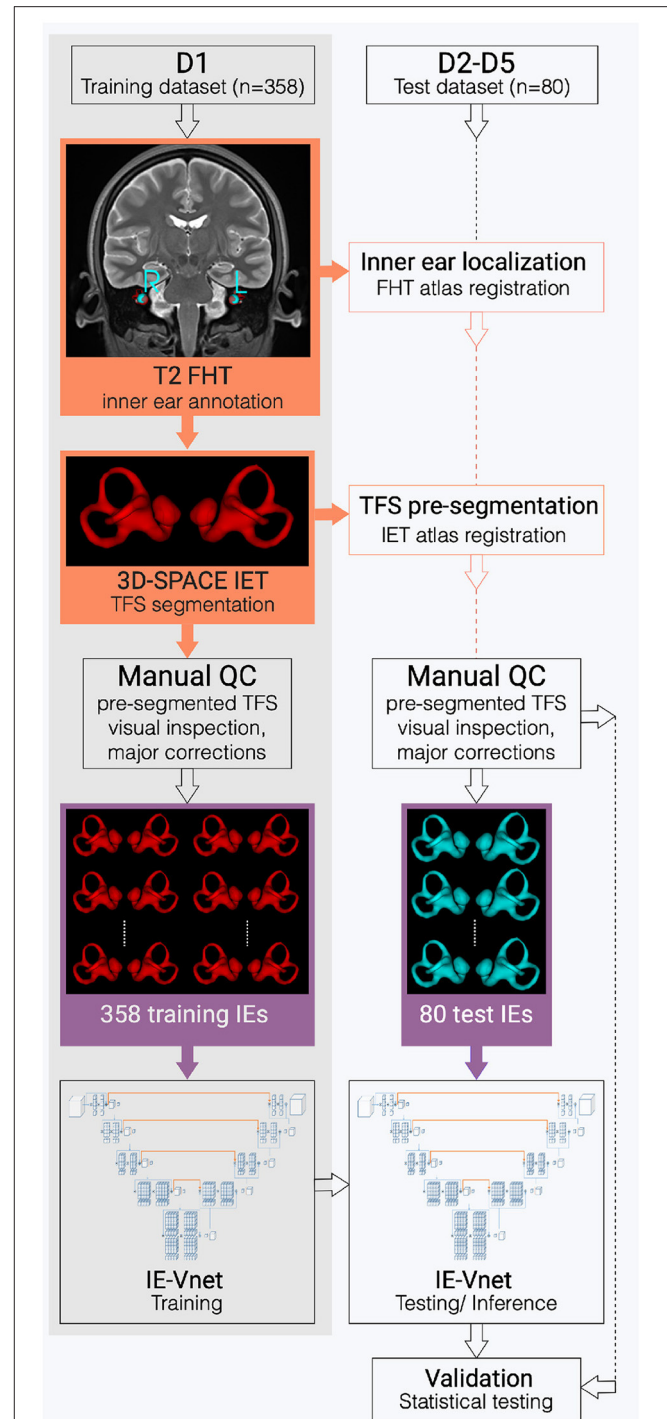 D1
Training dataset (n=358)
D2-D5
Test dataset (n=80)
R
L
T2 FHT
inner ear annotation
Inner ear localization
FHT atlas registration
3D-SPACE IET
TFS segmentation
TFS pre-segmentation
IET atlas registration
Manual QC
pre-segmented TFS
visual inspection,
major corrections
Manual QC
pre-segmented TFS
visual inspection,
major corrections
358 training IEs
80 test IEs
IE-Vnet
Training
IE-Vnet
Testing/ Inference
Validation
Statistical testing